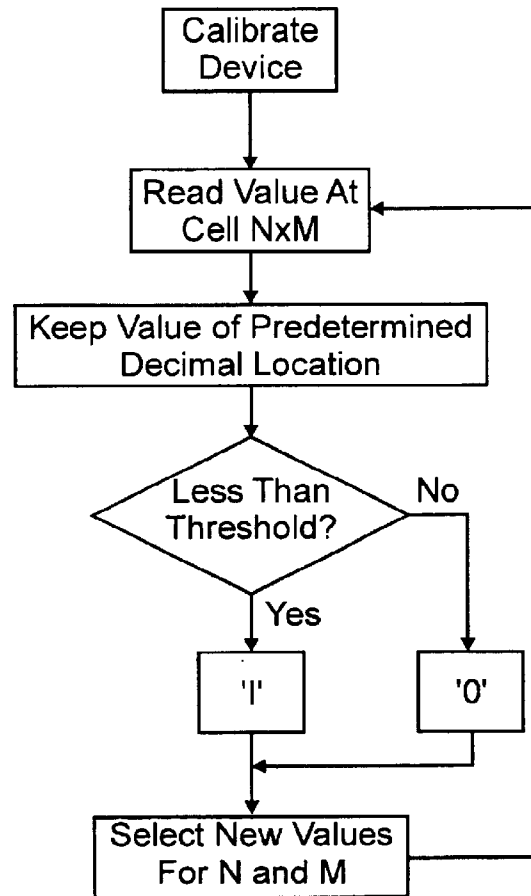 Calibrate
Device
Read Value At
Cell NxM
Keep Value of Predetermined
Decimal Location
Less Than
Threshold?
No
Yes
'I'
'0'
Select New Values
For N and M